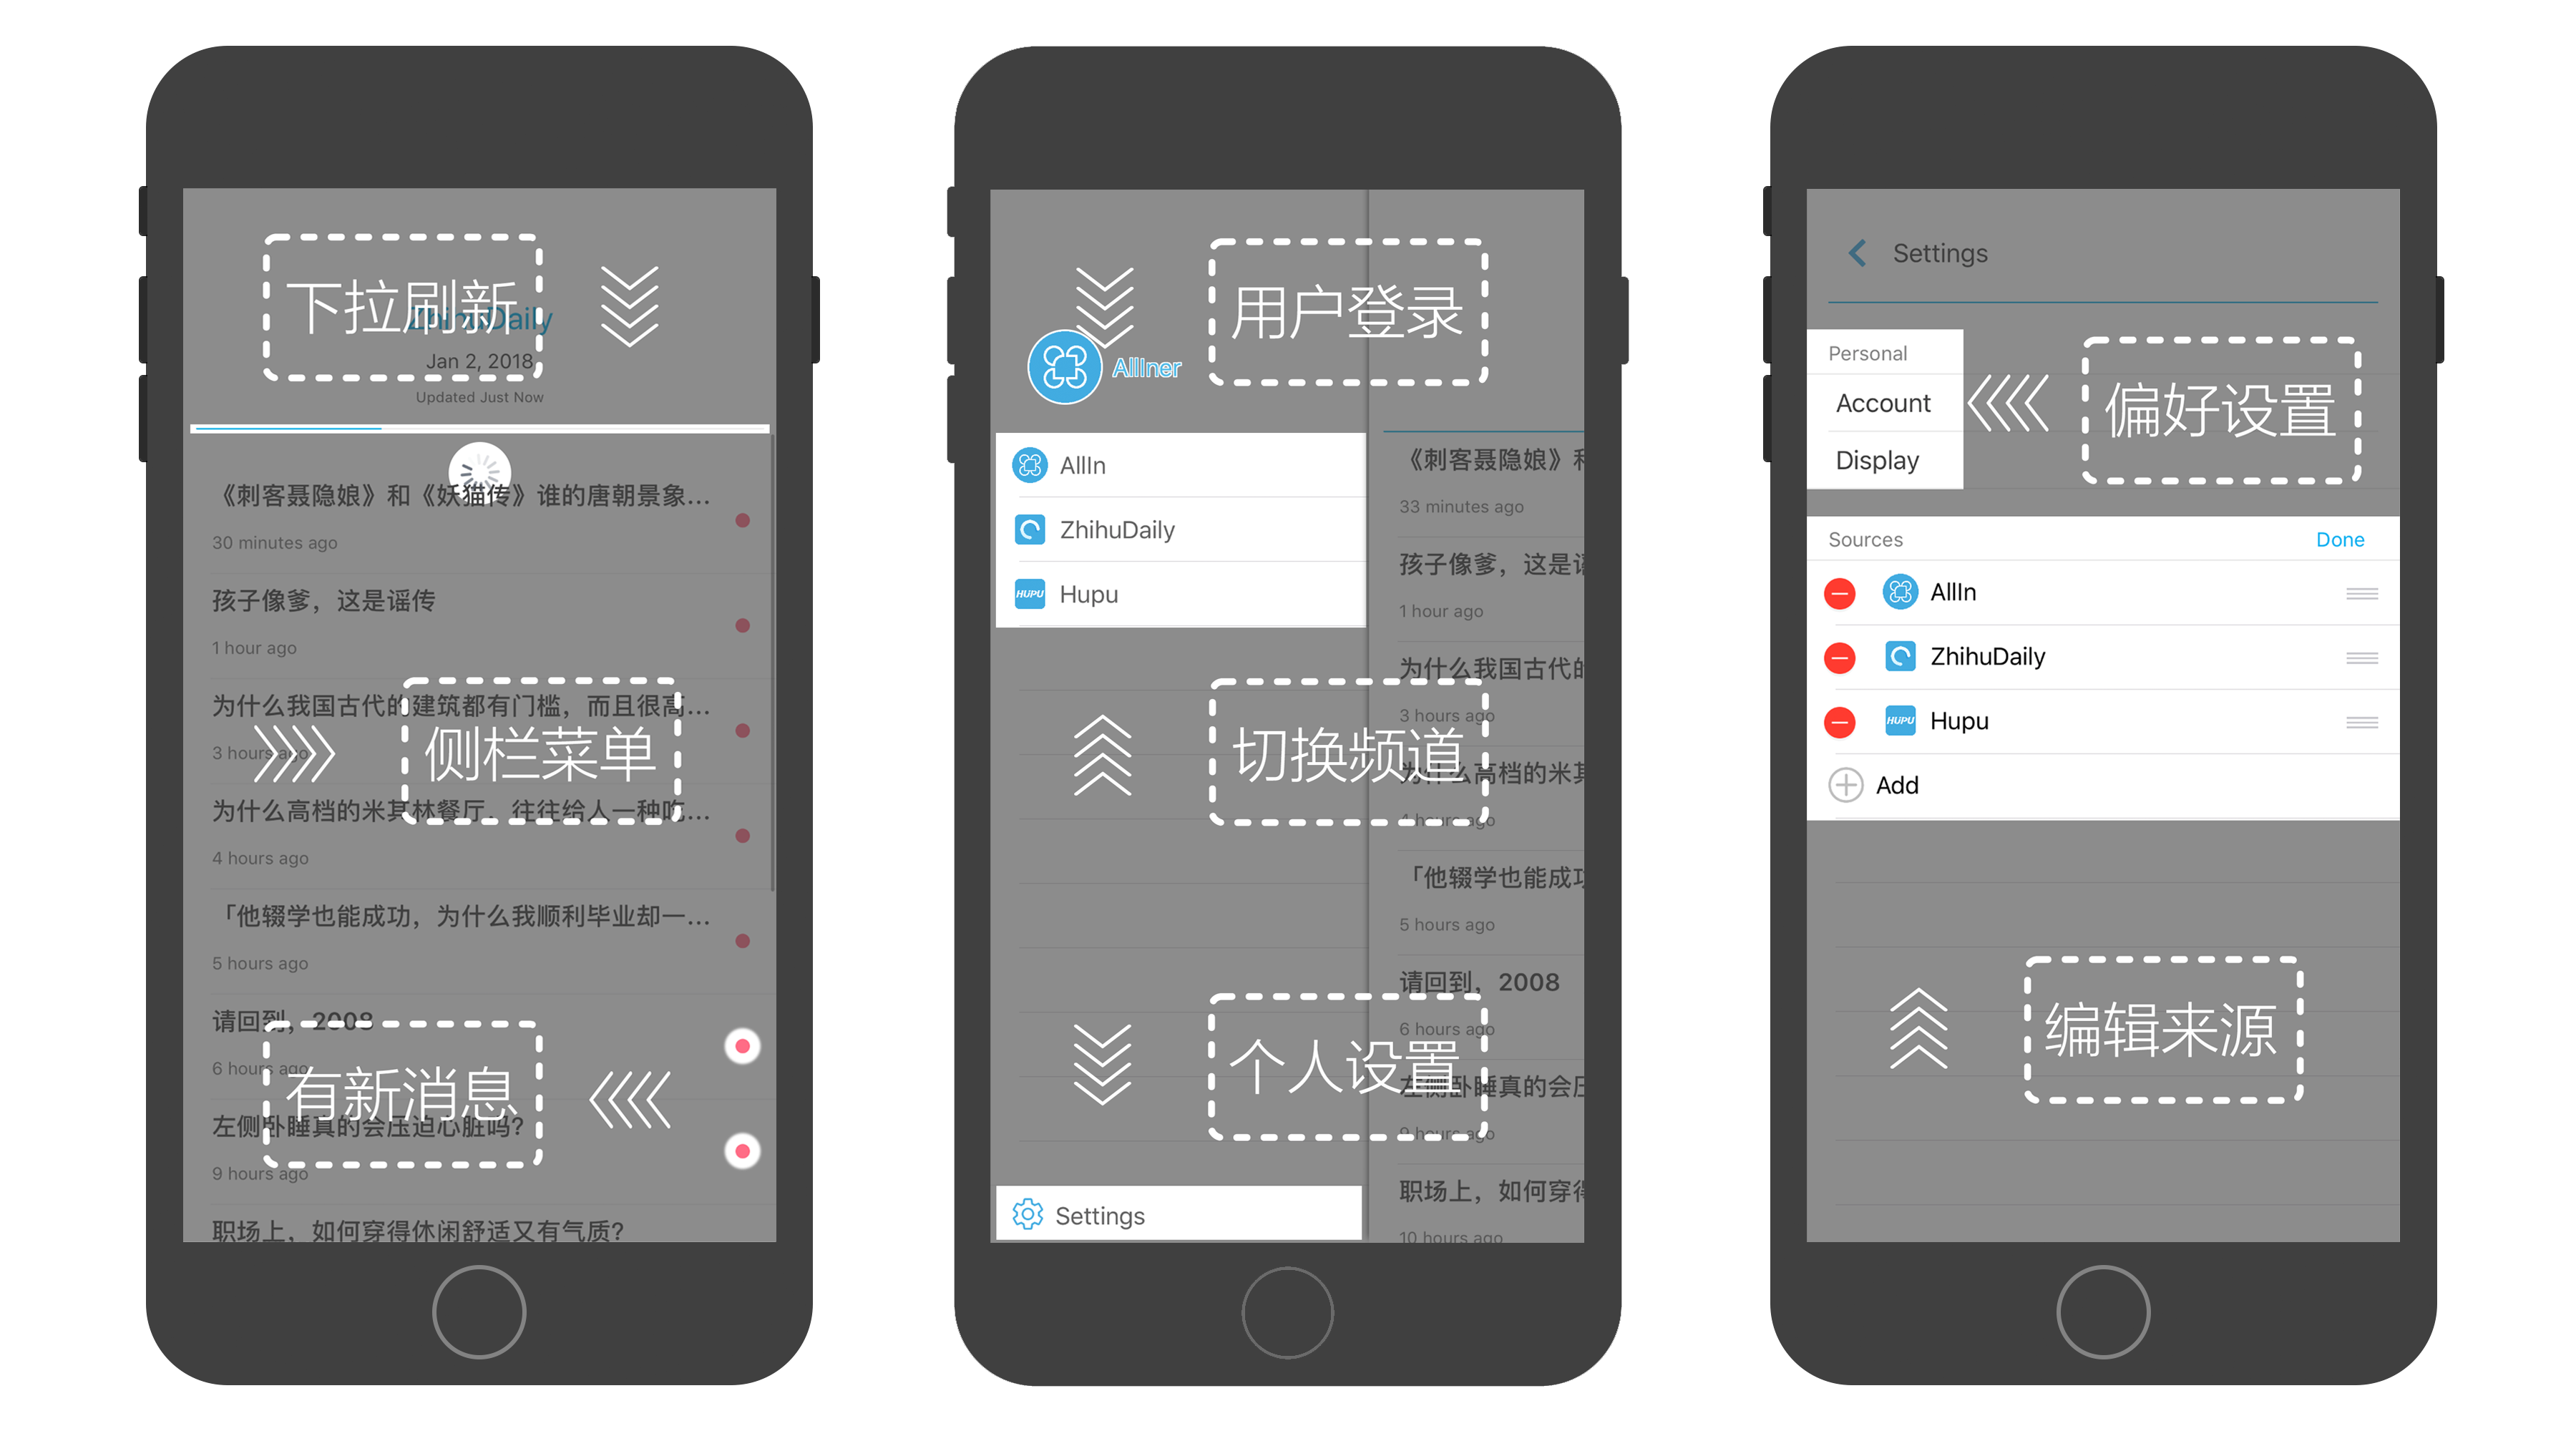 下拉刷新
ZhihuDaily
Jan 2, 2018
Updated Just Now
《刺客聂隐娘》和《妖猫传》谁的唐朝景象...
30 minutes ago
孩子像爹，这是谣传
1 hour ago
为什么我国古代的建筑都有门槛，而且很高...
3 hours ago
侧栏菜单
为什么高档的米其林餐厅，往往给人一种吃...
4 hours ago
「他辍学也能成功，为什么我顺利毕业却一...
5 hours ago
请回到，2008
6 hours ago
有新消息
左侧卧睡真的会压迫心脏吗？
9 hours ago
职场上，如何穿得休闲舒适又有气质？
用户登录
AllIner
AllIn
ZhihuDaily
HUPU Hupu
切换频道
个人设置
Settings
《刺客聂隐娘》和
33 minutes ago
孩子像爹，这是谣
1 hour ago
为什么我国古代的
3 hours ago
为什么高档的米其
4 hours ago
「他辍学也能成功
5 hours ago
请回到，2008
6 hours ago
左侧卧睡真的会压
9 hours ago
职场上，如何穿得
10 hours ago
Settings
Personal
Account
Display
偏好设置
Sources Done
AllIn
ZhihuDaily
HUPU Hupu
Add
编辑来源